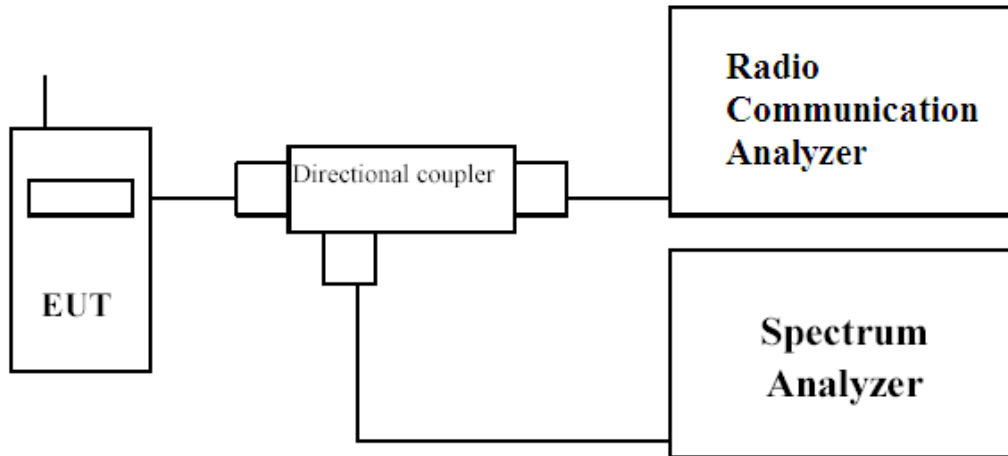 Radio
Communication
Analyzer
Directional coupler
EUT
Spectrum
Analyzer